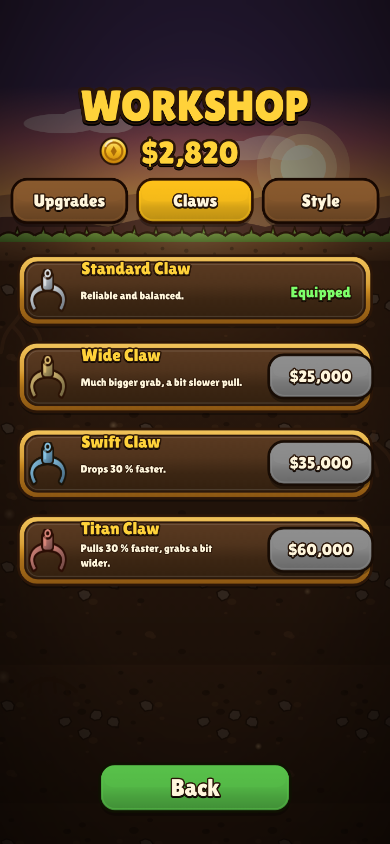 WORKSHOP
$2,820
Upgrades Claws Style
Standard Claw
Reliable and balanced.
Equipped
Wide Claw
Much bigger grab, a bit slower pull.
$25,000
Swift Claw
Drops 30 % faster.
$35,000
Titan Claw
Pulls 30 % faster, grabs a bit
wider.
$60,000
Back